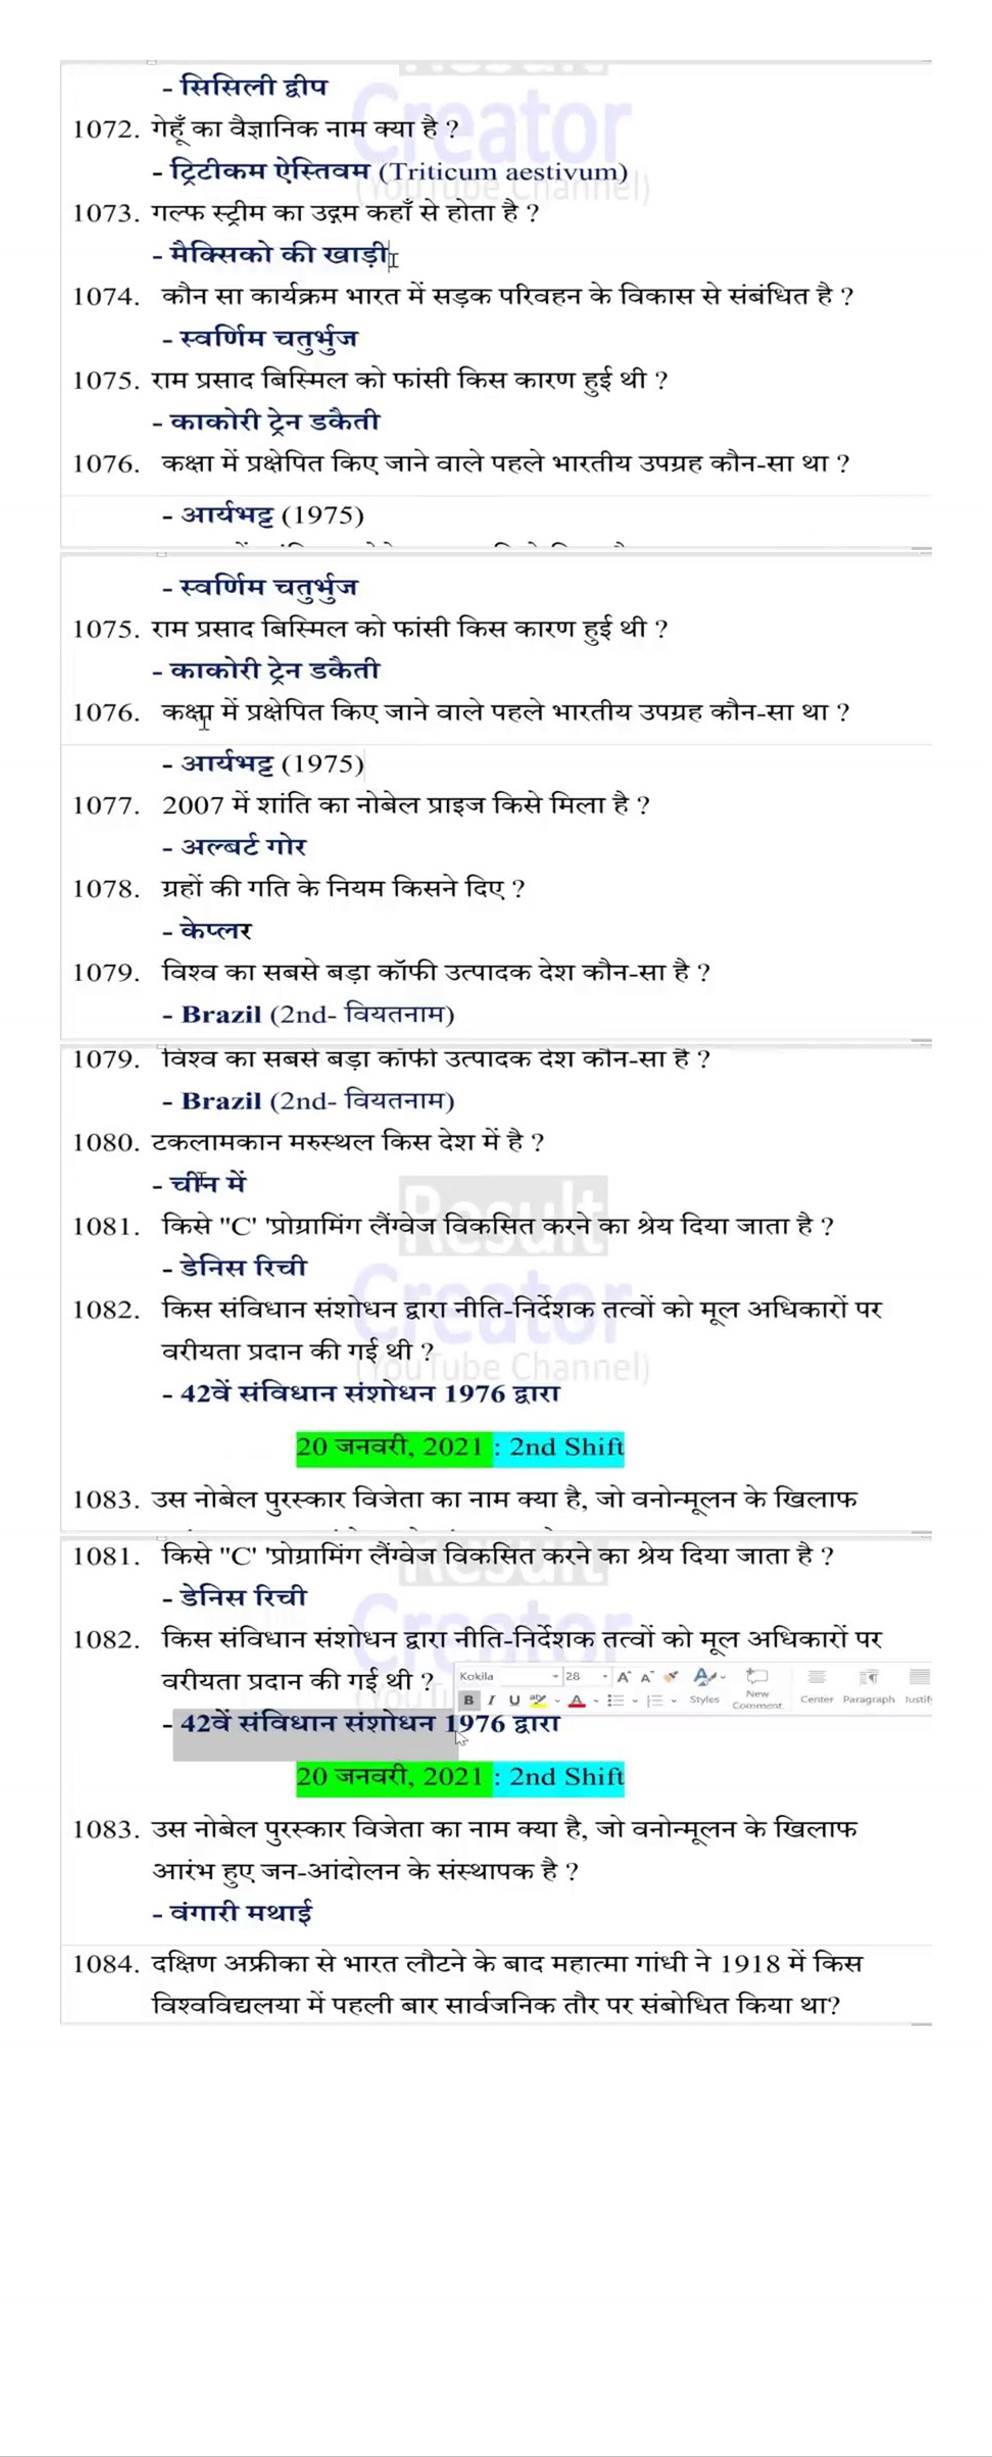 - सिसिली द्वीप
1072. गेहूँ का वैज्ञानिक नाम क्या है ?
- ट्रिटीकम ऐस्तिवम (Triticum aestivum)
1073. गल्फ स्ट्रीम का उद्गम कहाँ से होता है ?
- मैक्सिको की खाड़ी
1074. कौन सा कार्यक्रम भारत में सड़क परिवहन के विकास से संबंधित है ?
- स्वर्णिम चतुर्भुज
1075. राम प्रसाद बिस्मिल को फांसी किस कारण हुई थी ?
- काकोरी ट्रेन डकैती
1076. कक्षा में प्रक्षेपित किए जाने वाले पहले भारतीय उपग्रह कौन-सा था ?
- आर्यभट्ट (1975)
- स्वर्णिम चतुर्भुज
1075. राम प्रसाद बिस्मिल को फांसी किस कारण हुई थी ?
- काकोरी ट्रेन डकैती
1076. कक्षा में प्रक्षेपित किए जाने वाले पहले भारतीय उपग्रह कौन-सा था ?
- आर्यभट्ट (1975)
1077. 2007 में शांति का नोबेल प्राइज किसे मिला है ?
- अल्बर्ट गोर
1078. ग्रहों की गति के नियम किसने दिए ?
- केप्लर
1079. विश्व का सबसे बड़ा कॉफी उत्पादक देश कौन-सा है ?
- Brazil (2nd- वियतनाम)
1079. विश्व का सबसे बड़ा कॉफी उत्पादक देश कौन-सा है ?
- Brazil (2nd- वियतनाम)
1080. टकलामकान मरुस्थल किस देश में है ?
- चीन में
1081. किसे "C' 'प्रोग्रामिंग लैंग्वेज विकसित करने का श्रेय दिया जाता है ?
- डेनिस रिची
1082. किस संविधान संशोधन द्वारा नीति-निर्देशक तत्वों को मूल अधिकारों पर
वरीयता प्रदान की गई थी ?
- 42वें संविधान संशोधन 1976 द्वारा
20 जनवरी, 2021 : 2nd Shift
1083. उस नोबेल पुरस्कार विजेता का नाम क्या है, जो वनोन्मूलन के खिलाफ
1081. किसे "C' 'प्रोग्रामिंग लैंग्वेज विकसित करने का श्रेय दिया जाता है ?
- डेनिस रिची
1082. किस संविधान संशोधन द्वारा नीति-निर्देशक तत्वों को मूल अधिकारों पर
वरीयता प्रदान की गई थी ?
Kokila 28
B I U Styles New Comment Center Paragraph Justif
- 42वें संविधान संशोधन 1976 द्वारा
20 जनवरी, 2021 : 2nd Shift
1083. उस नोबेल पुरस्कार विजेता का नाम क्या है, जो वनोन्मूलन के खिलाफ
आरंभ हुए जन-आंदोलन के संस्थापक है ?
- वंगारी मथाई
1084. दक्षिण अफ्रीका से भारत लौटने के बाद महात्मा गांधी ने 1918 में किस
विश्वविद्यलया में पहली बार सार्वजनिक तौर पर संबोधित किया था?
Result
Creator
(YouTube Channel)